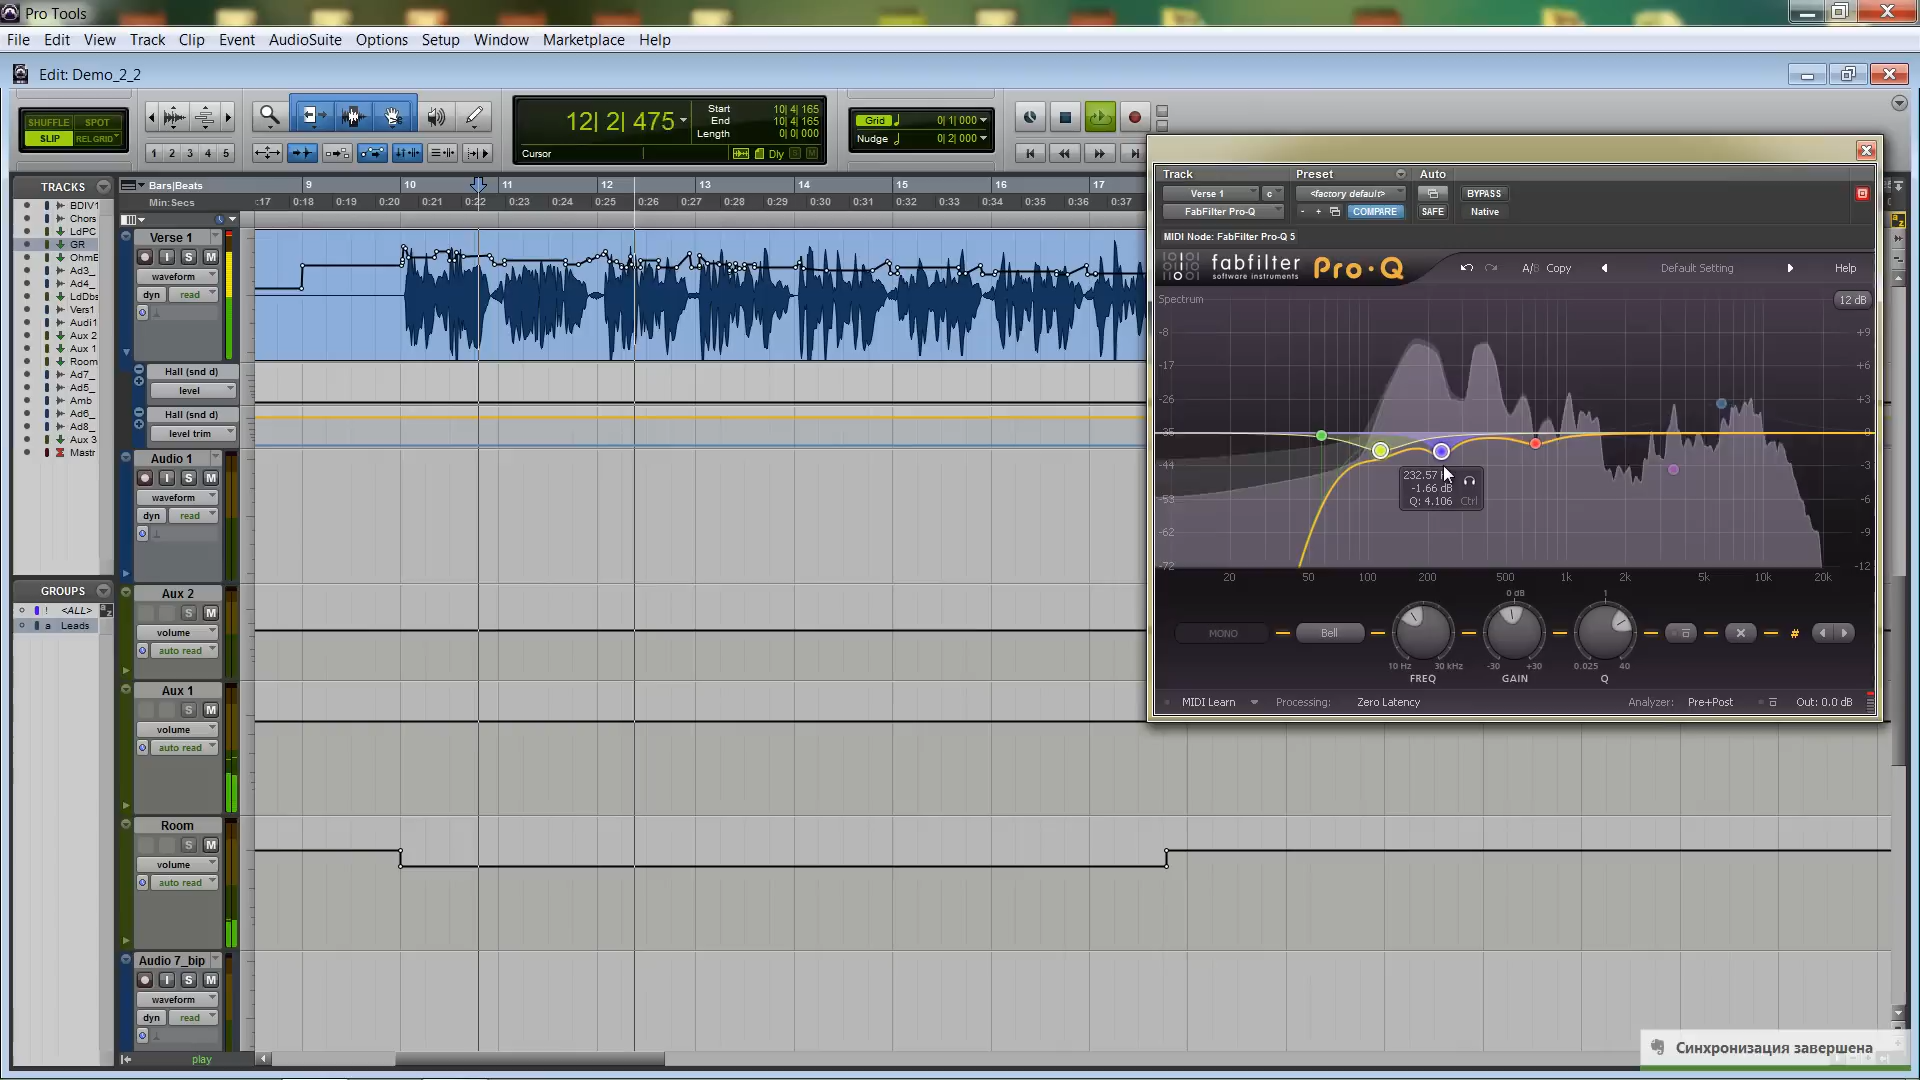 Pro Tools
File Edit View Track Clip Event AudioSuite Options Setup Window Marketplace Help
Edit: Demo_2_2
SHUFFLE SPOT
SLIP REL GRID
1 2 3 4 5
12| 2| 475
Start 10| 4| 165
End 10| 4| 165
Length 0| 0| 000
Cursor
Dly S M
Grid 0| 1| 000
Nudge 0| 2| 000
TRACKS
BDIV1
Chors
LdPC
GR
OhmE
Ad3_
Ad4_
LdDbs
Vers1
Audi1
Aux 2
Aux 1
Room
Ad7_
Ad5_
Amb
Ad6_
Ad8_
Aux 3
Mastr
GROUPS
! <ALL>
a Leads
Bars|Beats 9 10 11 12 13 14 15 16 17
Min:Secs :17 0:18 0:19 0:20 0:21 0:22 0:23 0:24 0:25 0:26 0:27 0:28 0:29 0:30 0:31 0:32 0:33 0:34 0:35 0:36 0:37
Verse 1
I S M
waveform
dyn read
Hall (snd d)
level
Hall (snd d)
level trim
Audio 1
I S M
waveform
dyn read
Aux 2
S M
volume
auto read
Aux 1
S M
volume
auto read
Room
S M
volume
auto read
Audio 7_bip
I S M
waveform
dyn read
play
Track Preset Auto
Verse 1 c <factory default> BYPASS
FabFilter Pro-Q - + COMPARE SAFE Native
MIDI Node: FabFilter Pro-Q 5
fabfilter
software instruments
Pro·Q
A/B Copy Default Setting Help
Spectrum 12 dB
-8 +9
-17 +6
-26 +3
-35 0
-44 -3
-53 -6
-62 -9
-72 -12
232.57
-1.66 dB
Q: 4.106 Ctrl
20 50 100 200 500 1k 2k 5k 10k 20k
0 dB 1
MONO Bell
10 Hz 30 kHz -30 +30 0.025 40
FREQ GAIN Q
MIDI Learn Processing: Zero Latency Analyzer: Pre+Post Out: 0.0 dB
Синхронизация завершена